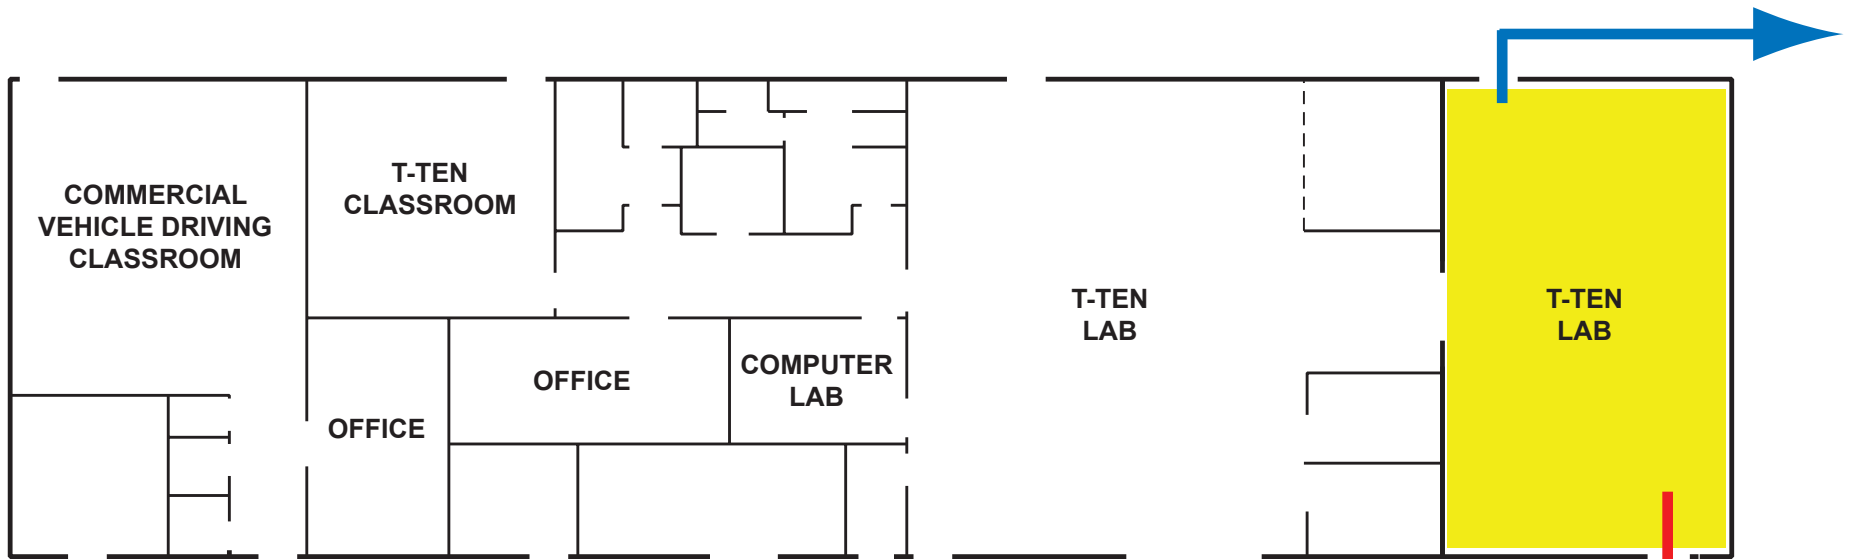 COMMERCIAL
VEHICLE DRIVING
CLASSROOM
T-TEN
CLASSROOM
OFFICE
OFFICE
COMPUTER
LAB
T-TEN
LAB
T-TEN
LAB